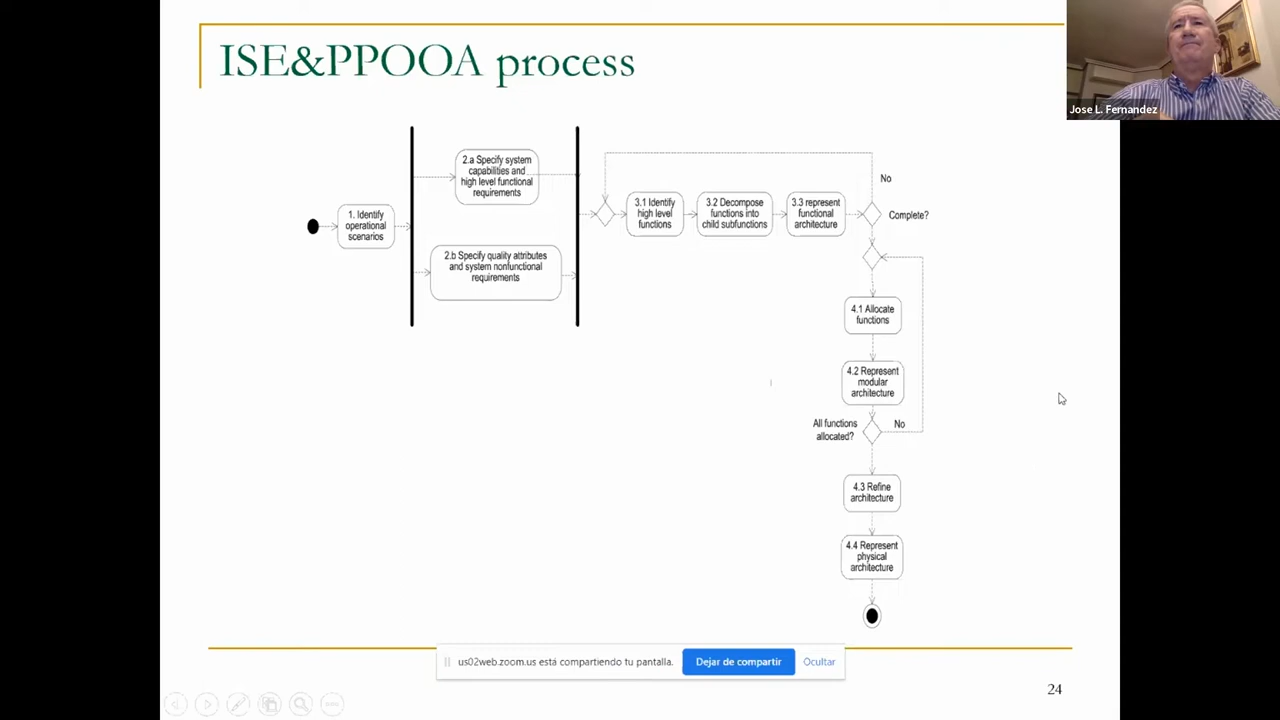 ISE&PPOOA process
Jose L. Fernandez
1. Identify
operational
scenarios
2.a Specify system
capabilities and
high level functional
requirements
2.b Specify quality attributes
and system nonfunctional
requirements
3.1 Identify
high level
functions
3.2 Decompose
functions into
child subfunctions
3.3 represent
functional
architecture
No
Complete?
4.1 Allocate
functions
4.2 Represent
modular
architecture
All functions
allocated?
No
4.3 Refine
architecture
4.4 Represent
physical
architecture
us02web.zoom.us está compartiendo tu pantalla.
Dejar de compartir
Ocultar
24